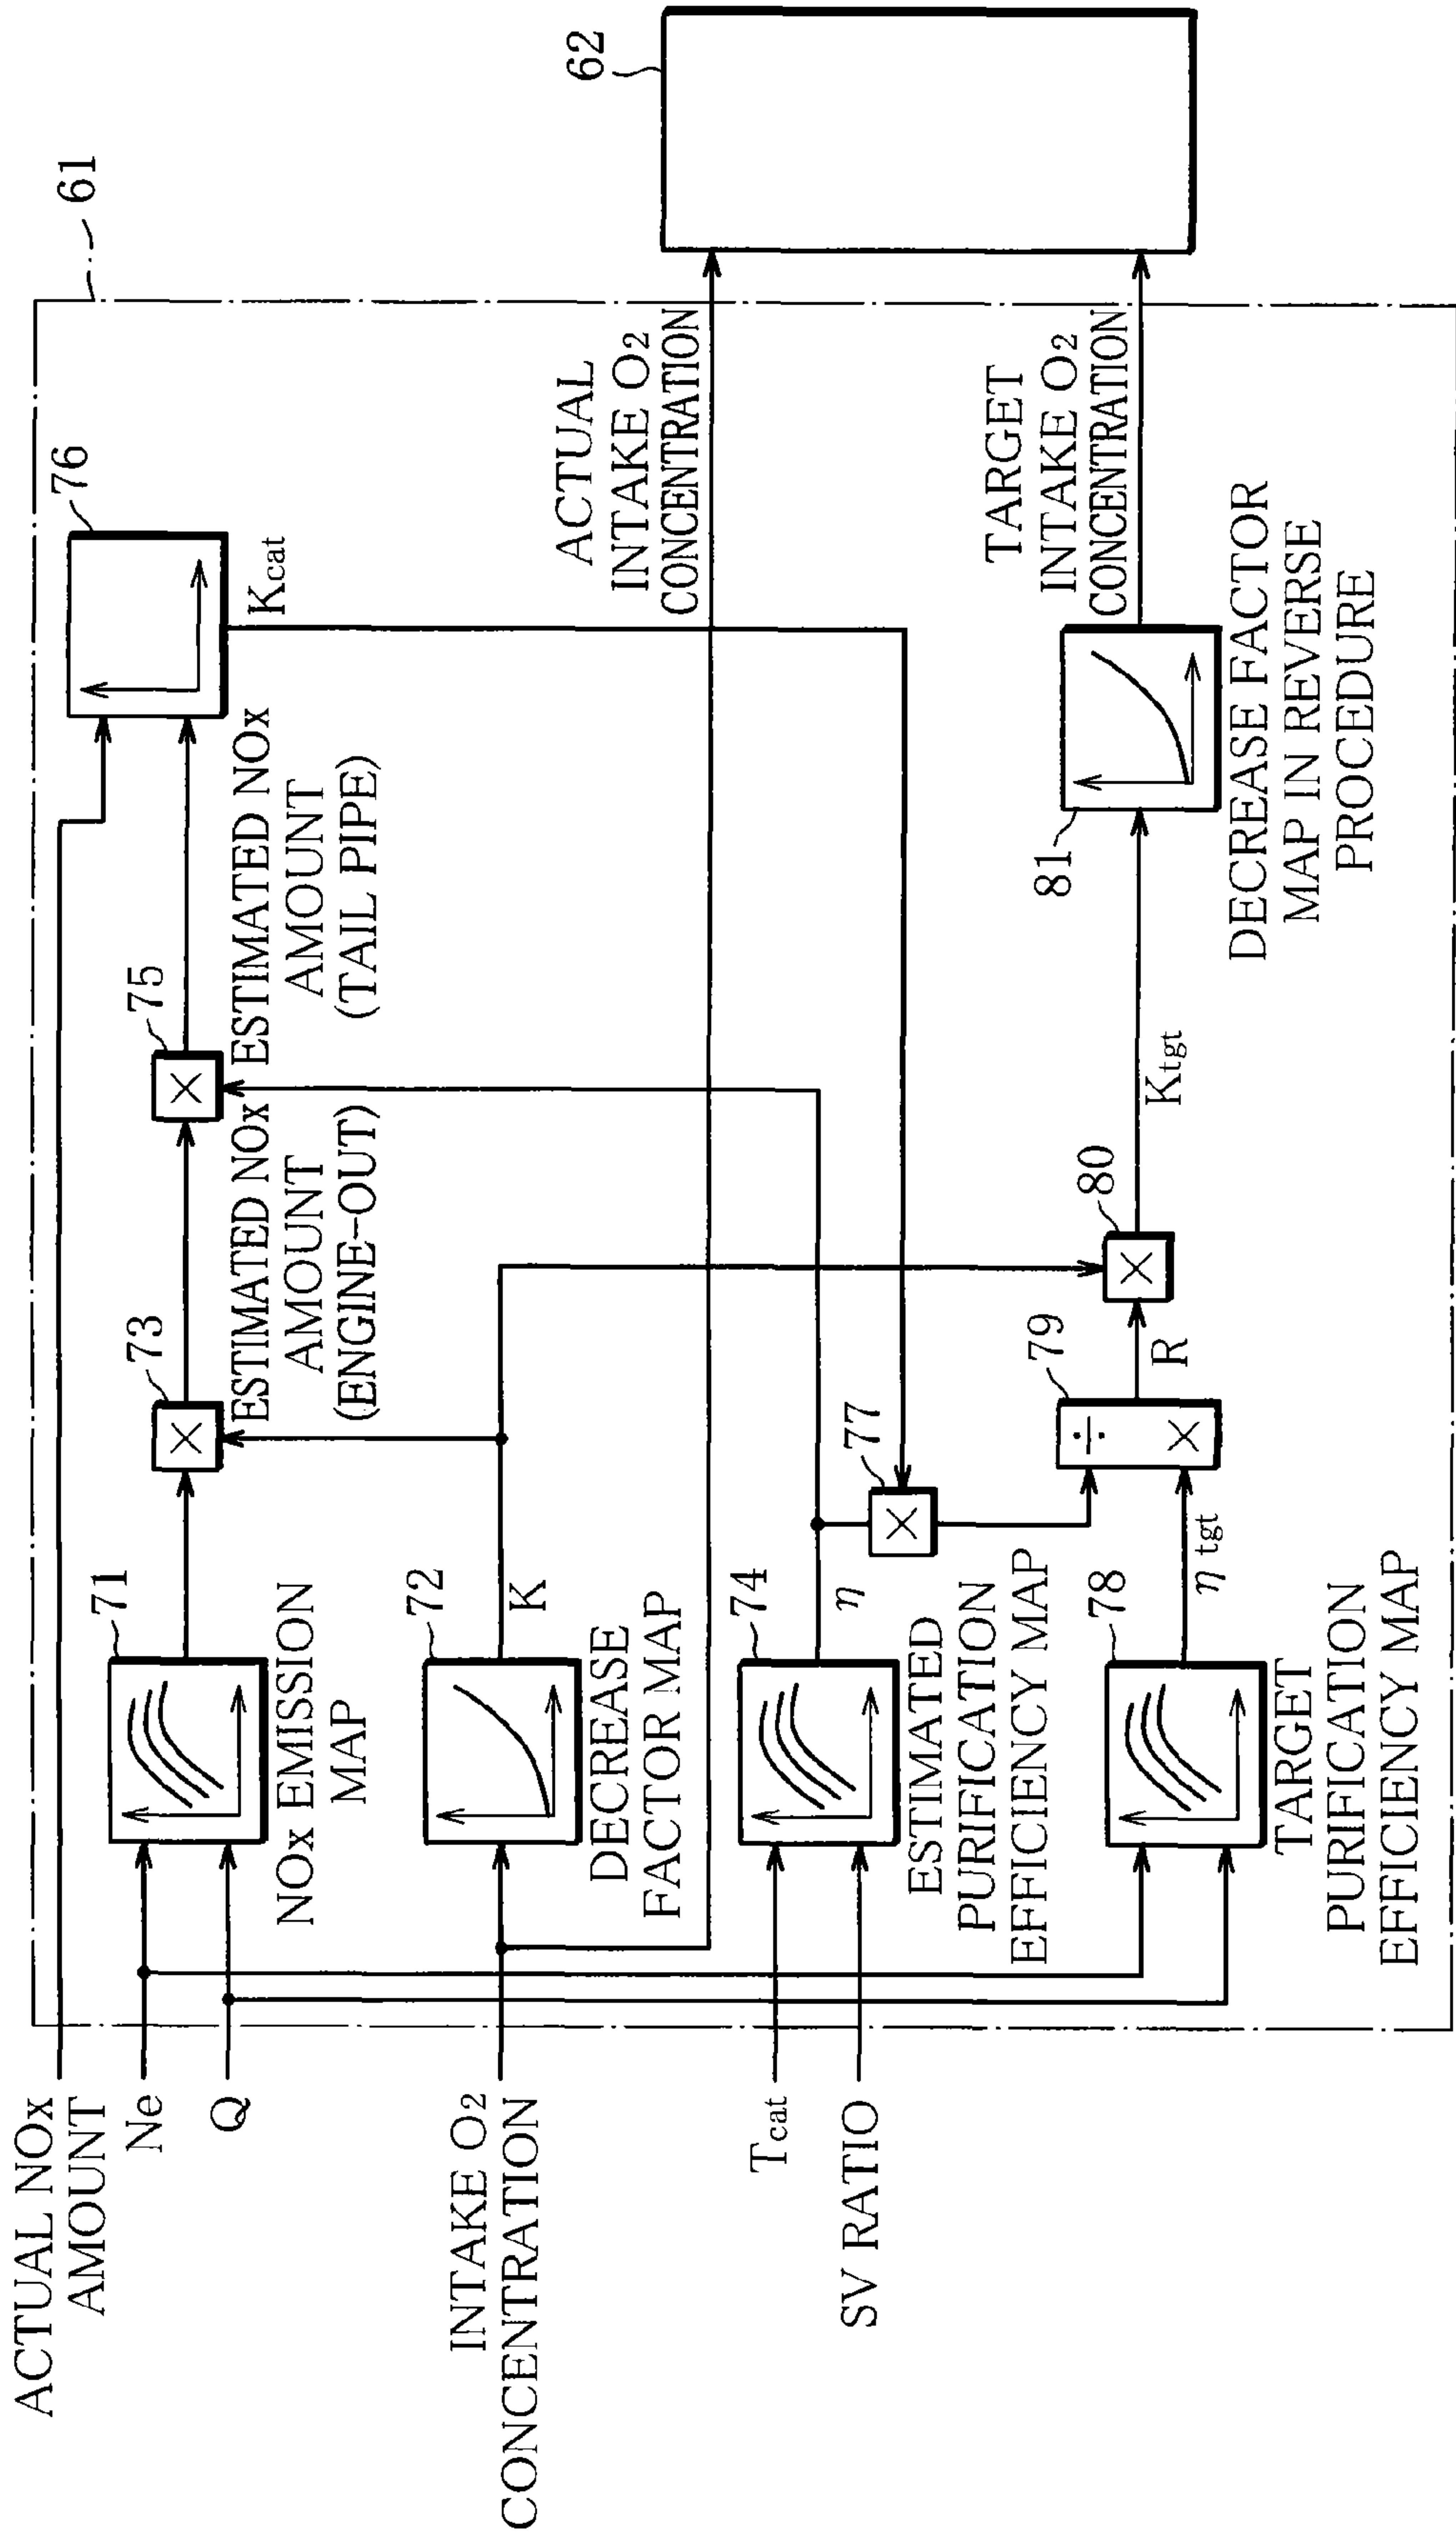 ACTUAL NOx
AMOUNT
Ne
Q
INTAKE O2
CONCENTRATION
Tcat
SV RATIO
61
62
71
NOx EMISSION
MAP
72
K
DECREASE
FACTOR MAP
73
×
ESTIMATED NOx
AMOUNT
(ENGINE-OUT)
74
η
ESTIMATED
PURIFICATION
EFFICIENCY MAP
75
×
ESTIMATED NOx
AMOUNT
(TAIL PIPE)
76
Kcat
77
×
78
ηtgt
TARGET
PURIFICATION
EFFICIENCY MAP
79
÷
×
R
80
×
Ktgt
81
DECREASE FACTOR
MAP IN REVERSE
PROCEDURE
ACTUAL
INTAKE O2
CONCENTRATION
TARGET
INTAKE O2
CONCENTRATION